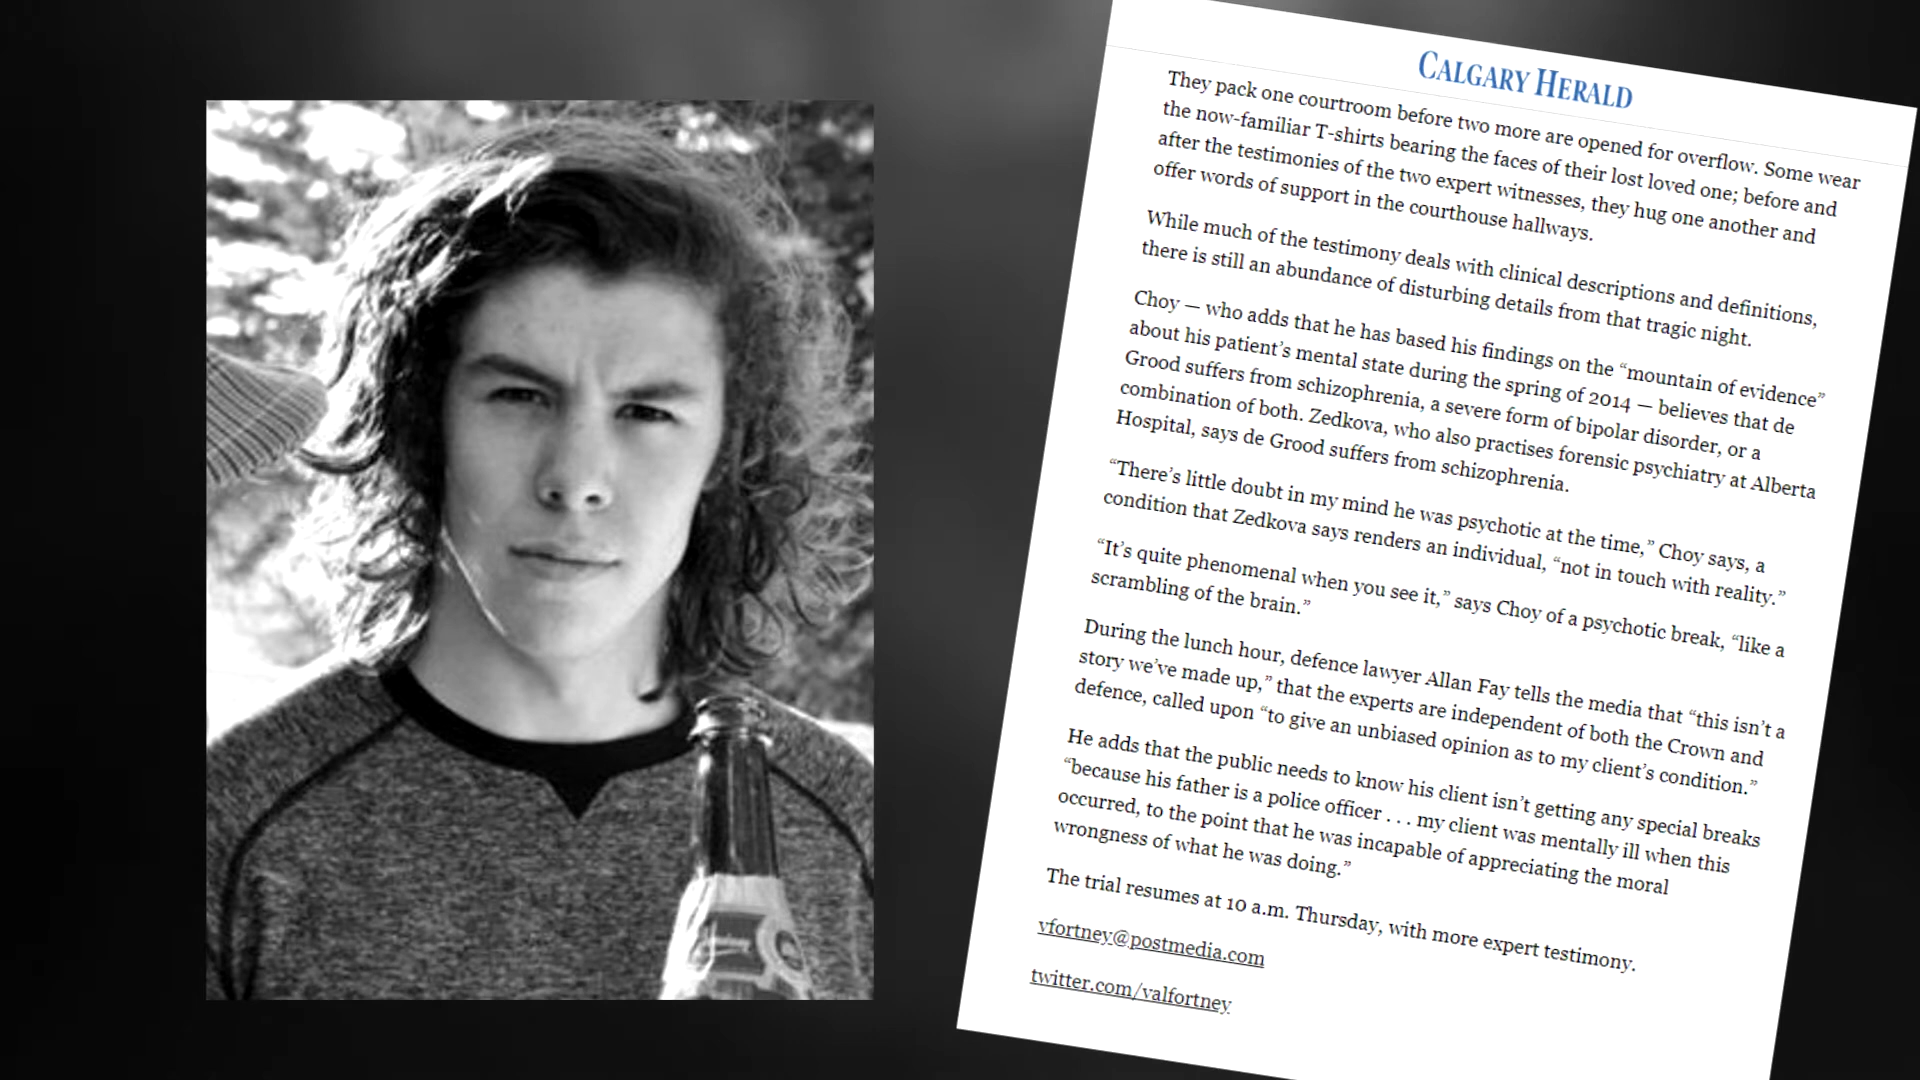 CALGARY HERALD
They pack one courtroom before two more are opened for overflow. Some wear
the now-familiar T-shirts bearing the faces of their lost loved one; before and
after the testimonies of the two expert witnesses, they hug one another and
offer words of support in the courthouse hallways.
While much of the testimony deals with clinical descriptions and definitions,
there is still an abundance of disturbing details from that tragic night.
Choy — who adds that he has based his findings on the “mountain of evidence”
about his patient’s mental state during the spring of 2014 — believes that de
Grood suffers from schizophrenia, a severe form of bipolar disorder, or a
combination of both. Zedkova, who also practises forensic psychiatry at Alberta
Hospital, says de Grood suffers from schizophrenia.
“There’s little doubt in my mind he was psychotic at the time,” Choy says, a
condition that Zedkova says renders an individual, “not in touch with reality.”
“It’s quite phenomenal when you see it,” says Choy of a psychotic break, “like a
scrambling of the brain.”
During the lunch hour, defence lawyer Allan Fay tells the media that “this isn’t a
story we’ve made up,” that the experts are independent of both the Crown and
defence, called upon “to give an unbiased opinion as to my client’s condition.”
He adds that the public needs to know his client isn’t getting any special breaks
“because his father is a police officer . . . my client was mentally ill when this
occurred, to the point that he was incapable of appreciating the moral
wrongness of what he was doing.”
The trial resumes at 10 a.m. Thursday, with more expert testimony.
vfortney@postmedia.com
twitter.com/valfortney